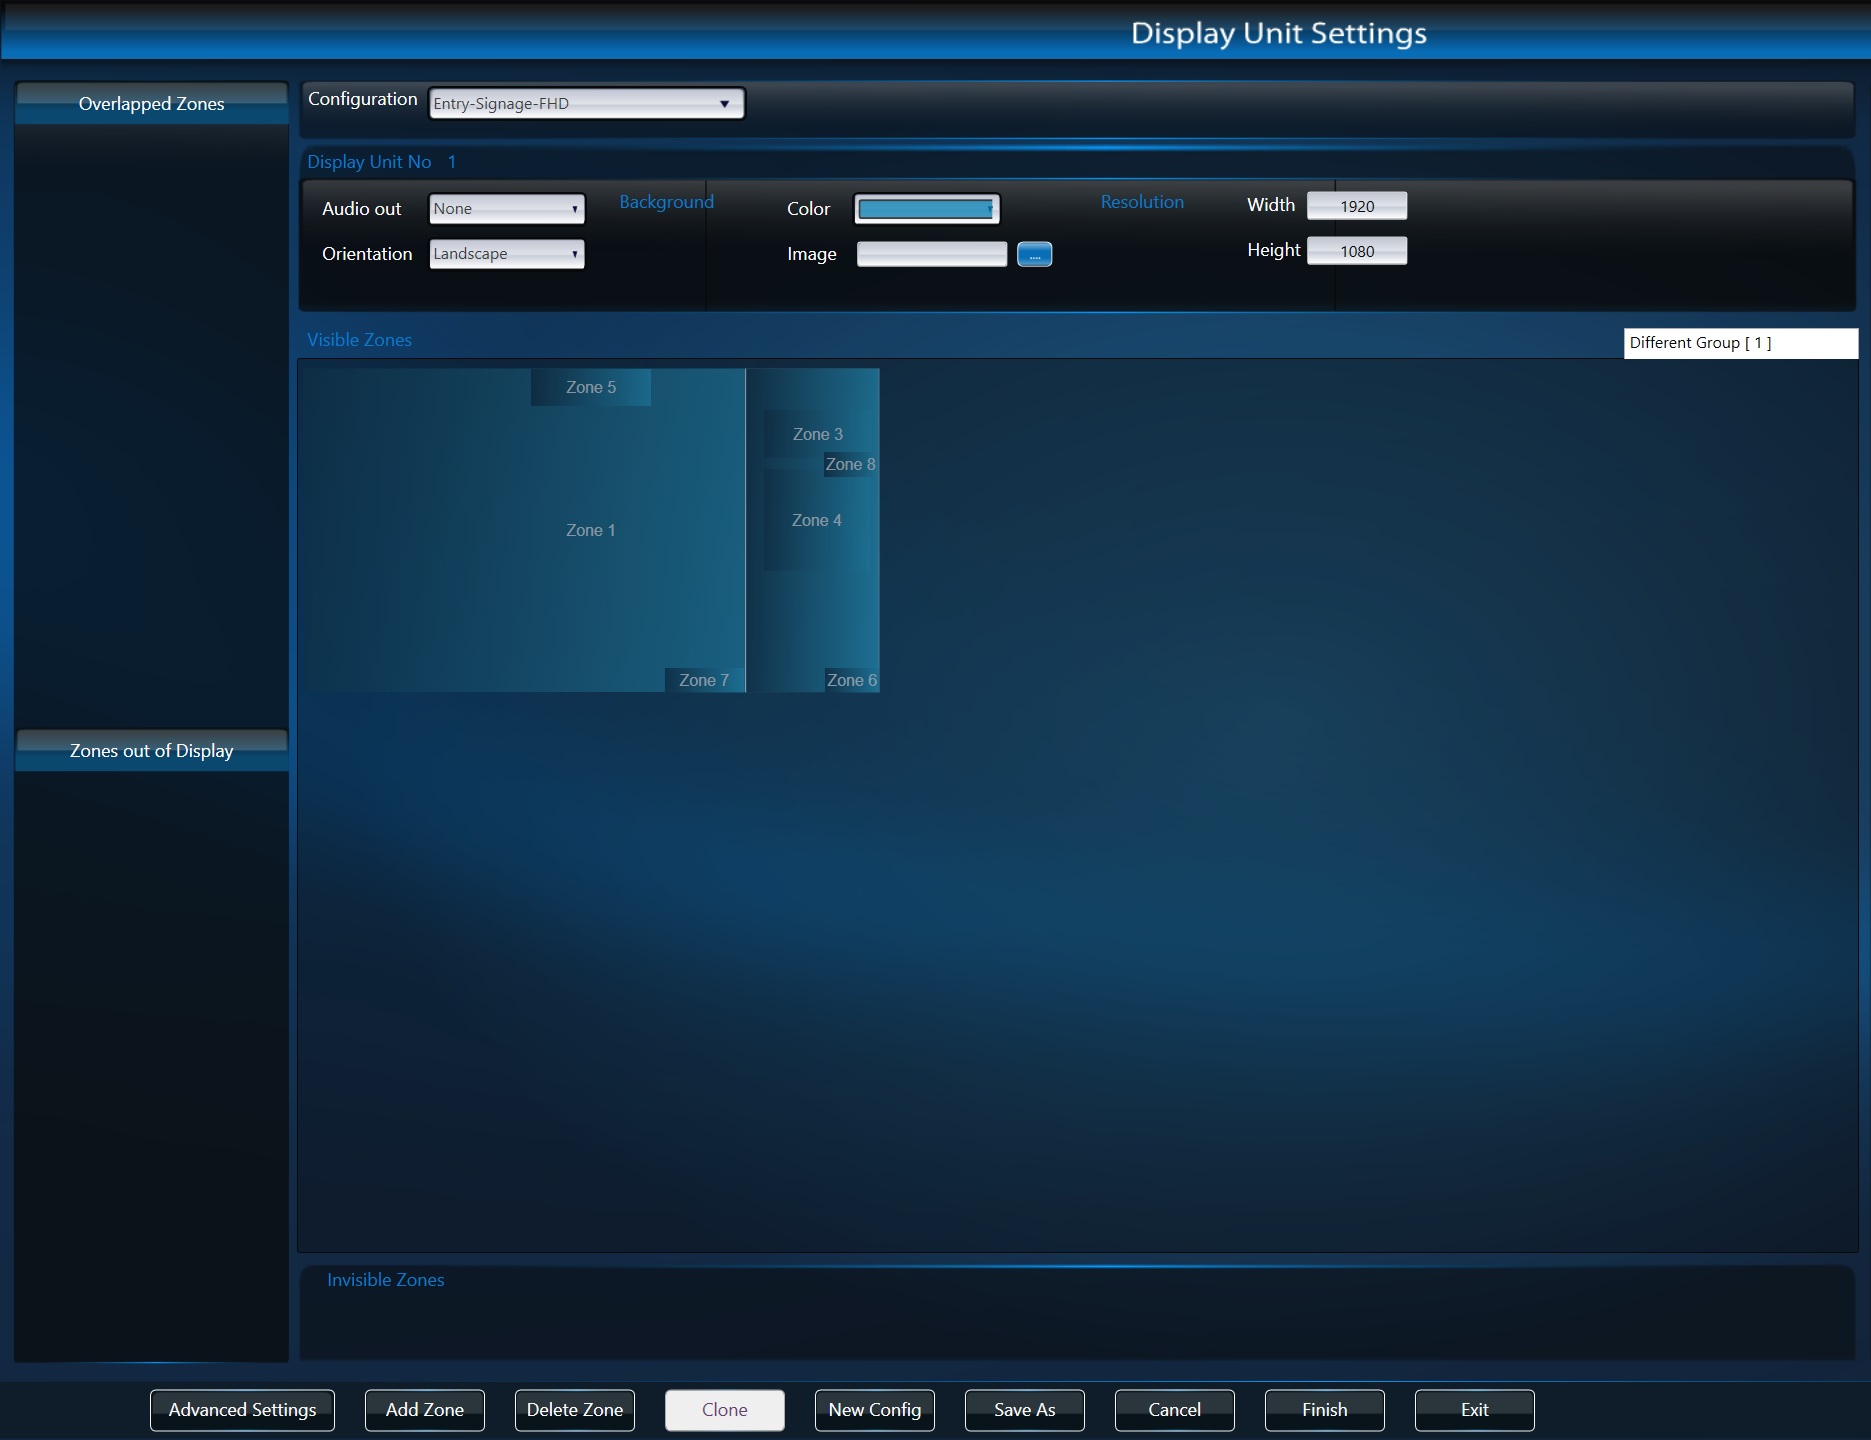 Display Unit Settings
Overlapped Zones
Configuration
Entry-Signage-FHD
Display Unit No 1
Audio out
None
Background
Color
Resolution
Width
1920
Orientation
Landscape
Image
....
Height
1080
Visible Zones
Different Group [ 1 ]
Zone 5
Zone 3
Zone 8
Zone 4
Zone 1
Zone 7
Zone 6
Zones out of Display
Invisible Zones
Advanced Settings
Add Zone
Delete Zone
Clone
New Config
Save As
Cancel
Finish
Exit